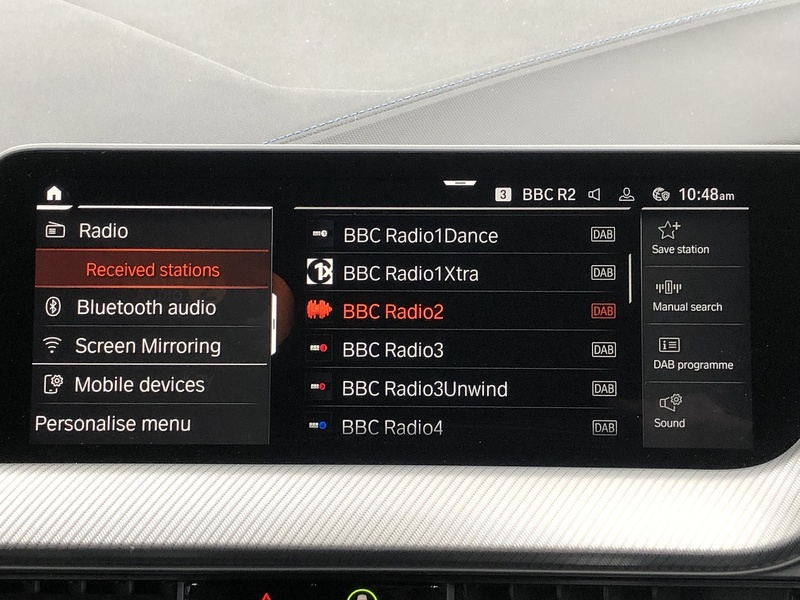 3 BBC R2 10:48am
Radio
Received stations
Bluetooth audio
Screen Mirroring
Mobile devices
Personalise menu
BBC Radio1Dance DAB
1X BBC Radio1Xtra DAB
BBC Radio2 DAB
BBC Radio3 DAB
BBC Radio3Unwind DAB
BBC Radio4 DAB
Save station
Manual search
DAB programme
Sound